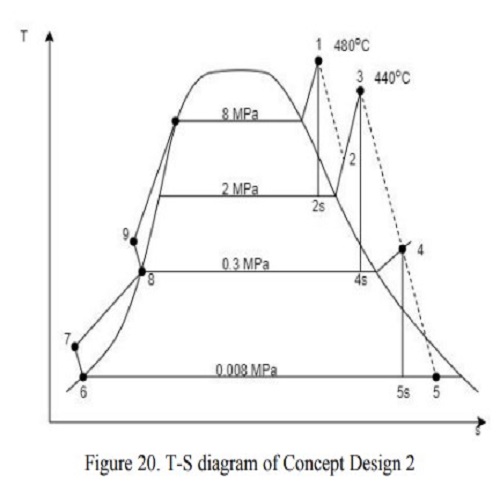 T
1 480°C
3 440°C
8 MPa
2
2 MPa
2s
9
4
0.3 MPa
8
4s
7
0.008 MPa
6
5s
5
s
Figure 20. T-S diagram of Concept Design 2